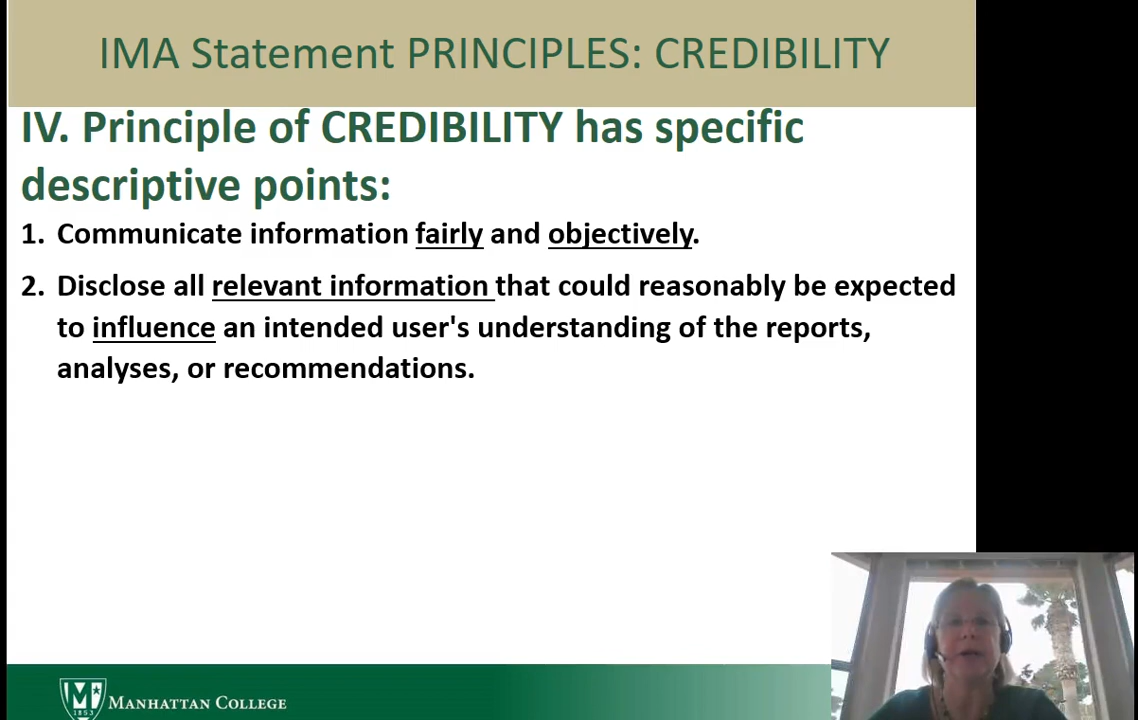 IMA Statement PRINCIPLES: CREDIBILITY
IV. Principle of CREDIBILITY has specific
descriptive points:
1. Communicate information fairly and objectively.
2. Disclose all relevant information that could reasonably be expected
to influence an intended user's understanding of the reports,
analyses, or recommendations.
M
1853
MANHATTAN COLLEGE